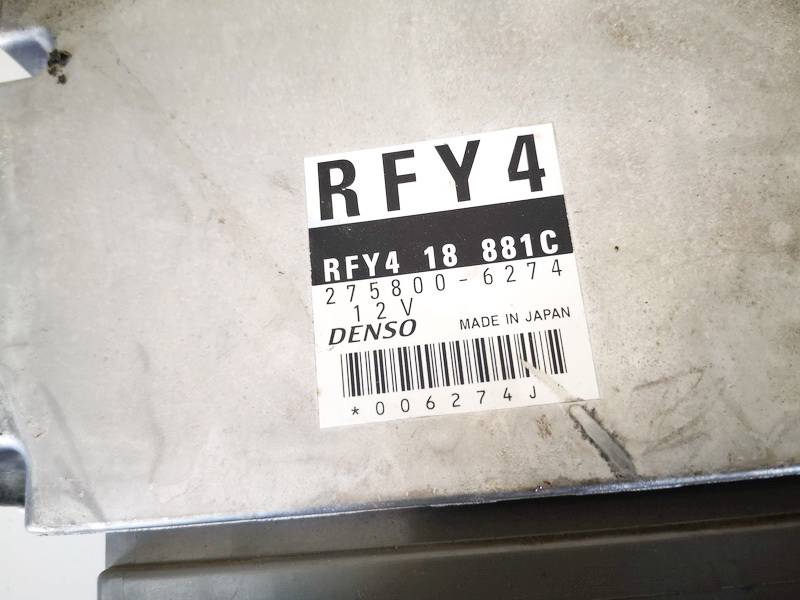 RFY4
RFY4 18 881C
275800-6274
12V
DENSO MADE IN JAPAN
*006274J